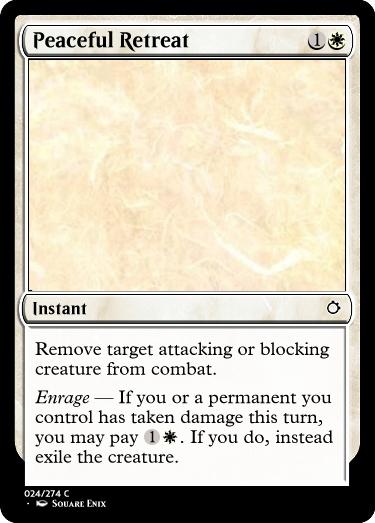 Peaceful Retreat 1
Instant
Remove target attacking or blocking
creature from combat.
Enrage — If you or a permanent you
control has taken damage this turn,
you may pay 1. If you do, instead
exile the creature.
024/274 C
· Square Enix